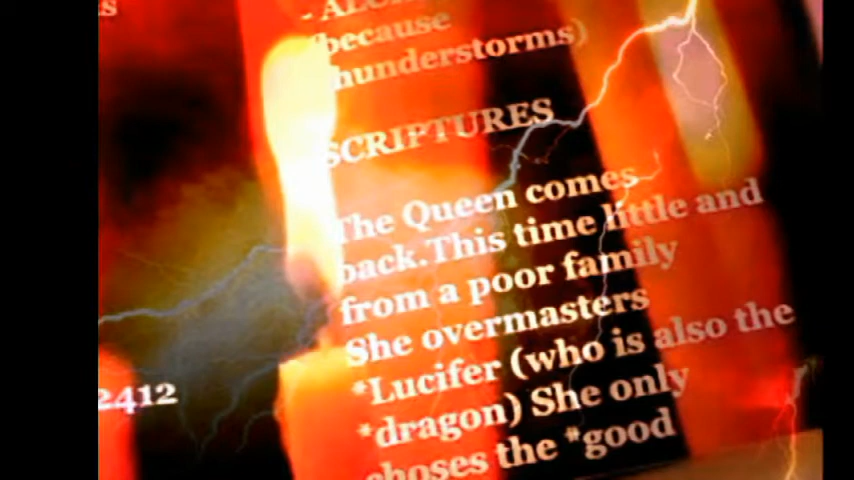 because
thunderstorms)
SCRIPTURES
The Queen comes
back.This time little and
from a poor family
She overmasters
*Lucifer (who is also the
*dragon) She only
2412
choses the *good